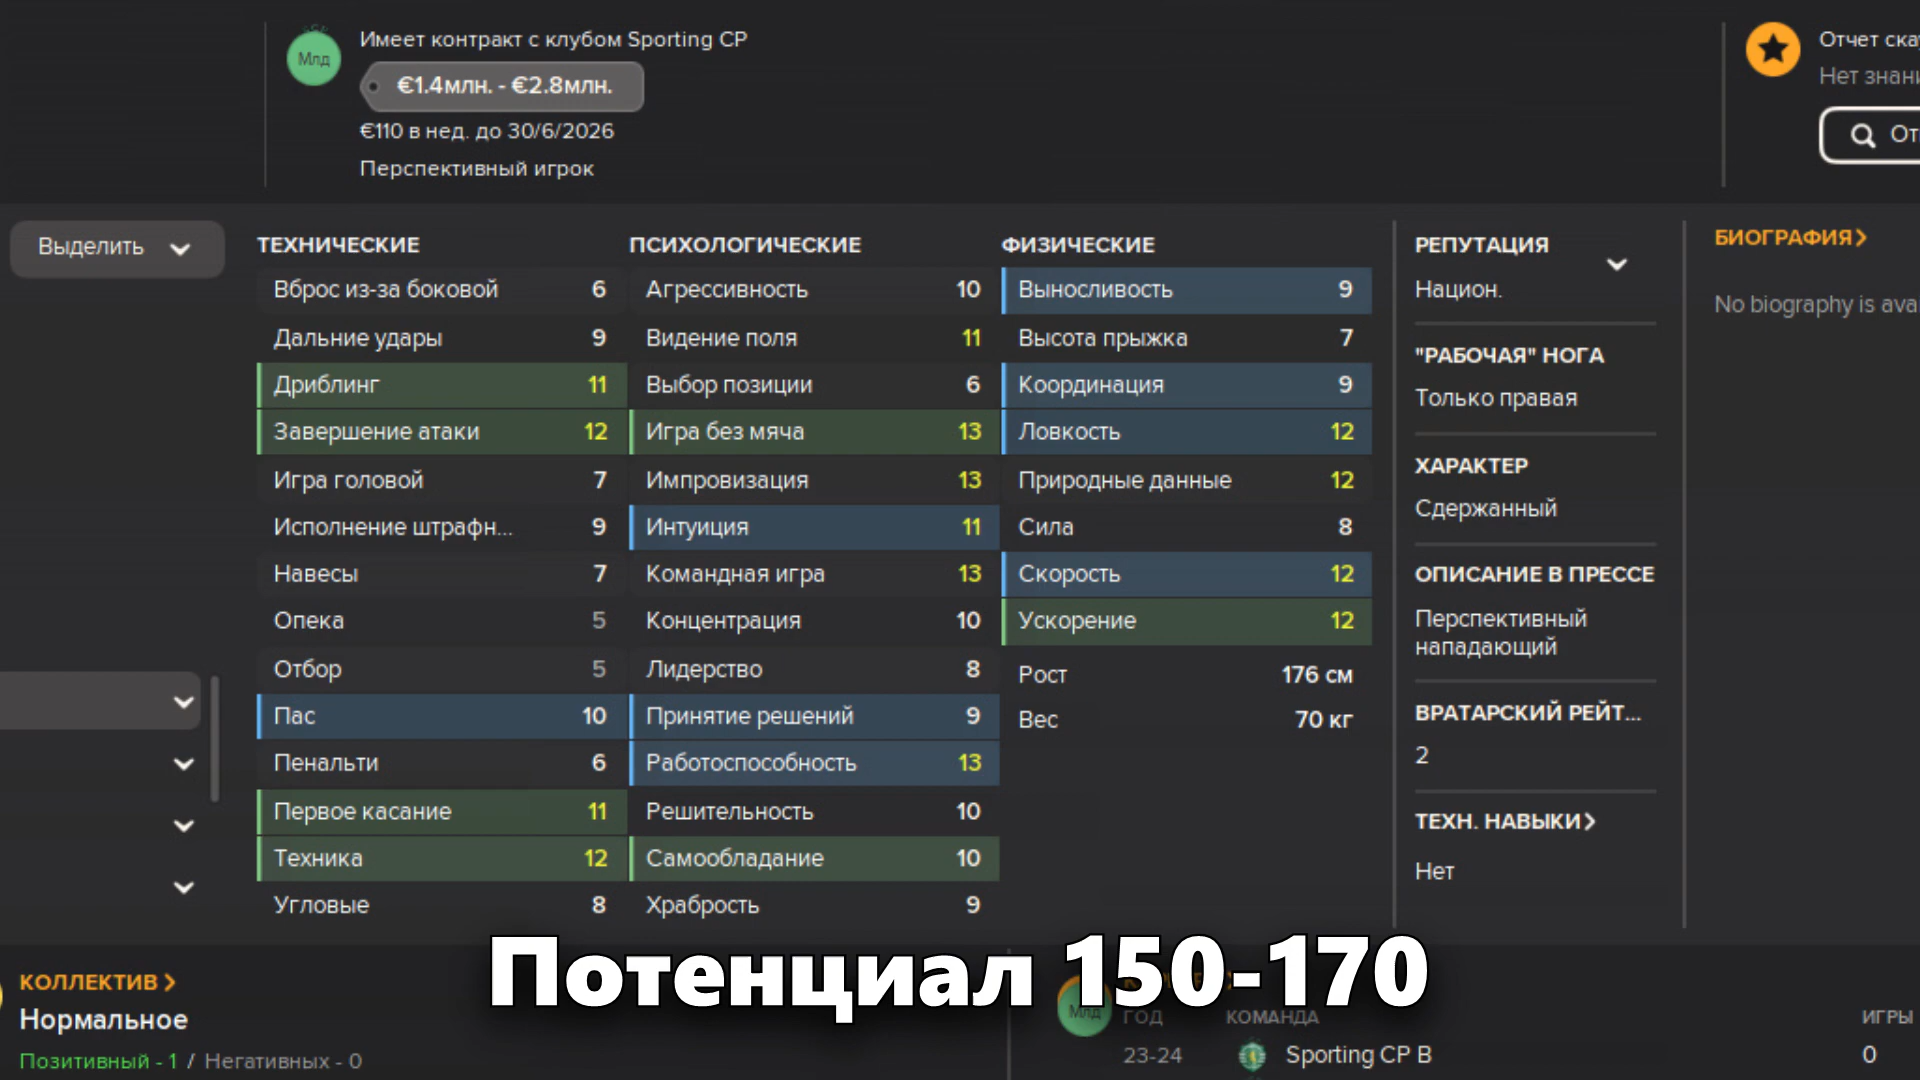 Млд
Имеет контракт с клубом Sporting CP
€1.4млн. - €2.8млн.
€110 в нед. до 30/6/2026
Перспективный игрок
Отчет
Нет
Выделить
ТЕХНИЧЕСКИЕ
Вброс из-за боковой 6
Дальние удары 9
Дриблинг 11
Завершение атаки 12
Игра головой 7
Исполнение штрафн... 9
Навесы 7
Опека 5
Отбор 5
Пас 10
Пенальти 6
Первое касание 11
Техника 12
Угловые 8
ПСИХОЛОГИЧЕСКИЕ
Агрессивность 10
Видение поля 11
Выбор позиции 6
Игра без мяча 13
Импровизация 13
Интуиция 11
Командная игра 13
Концентрация 10
Лидерство 8
Принятие решений 9
Работоспособность 13
Решительность 10
Самообладание 10
Храбрость 9
ФИЗИЧЕСКИЕ
Выносливость 9
Высота прыжка 7
Координация 9
Ловкость 12
Природные данные 12
Сила 8
Скорость 12
Ускорение 12
Рост 176 см
Вес 70 кг
РЕПУТАЦИЯ
Национ.
"РАБОЧАЯ" НОГА
Только правая
ХАРАКТЕР
Сдержанный
ОПИСАНИЕ В ПРЕССЕ
Перспективный
нападающий
ВРАТАРСКИЙ РЕЙТ...
2
ТЕХН. НАВЫКИ
Нет
БИОГРАФИЯ
No biography is
Потенциал 150-170
КОЛЛЕКТИВ
Нормальное
Позитивный - 1 / Негативных - 0
Млд
ГОД КОМАНДА ИГРЫ
23-24 Sporting CP B 0